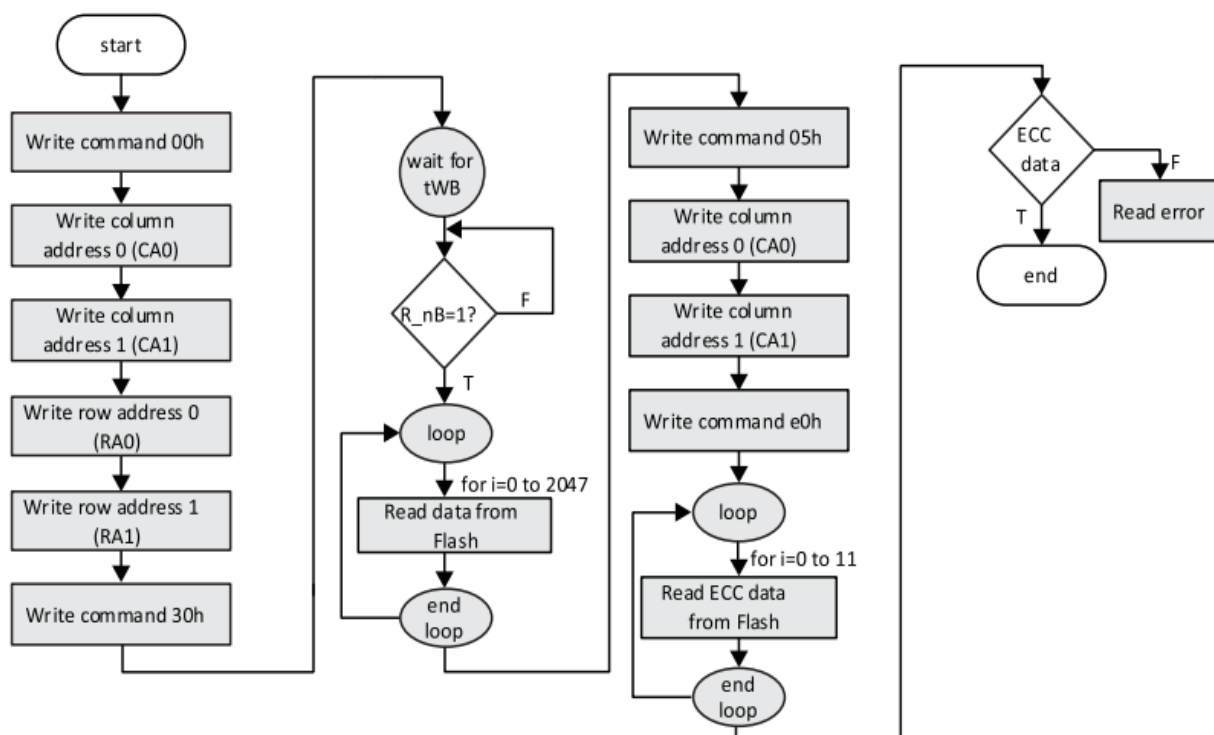 start
Write command 00h
Write column
address 0 (CA0)
Write column
address 1 (CA1)
Write row address 0
(RA0)
Write row address 1
(RA1)
Write command 30h
wait for
tWB
R_nB=1?
F
T
loop
for i=0 to 2047
Read data from
Flash
end
loop
Write command 05h
Write column
address 0 (CA0)
Write column
address 1 (CA1)
Write command e0h
loop
for i=0 to 11
Read ECC data
from Flash
end
loop
ECC
data
F
Read error
T
end